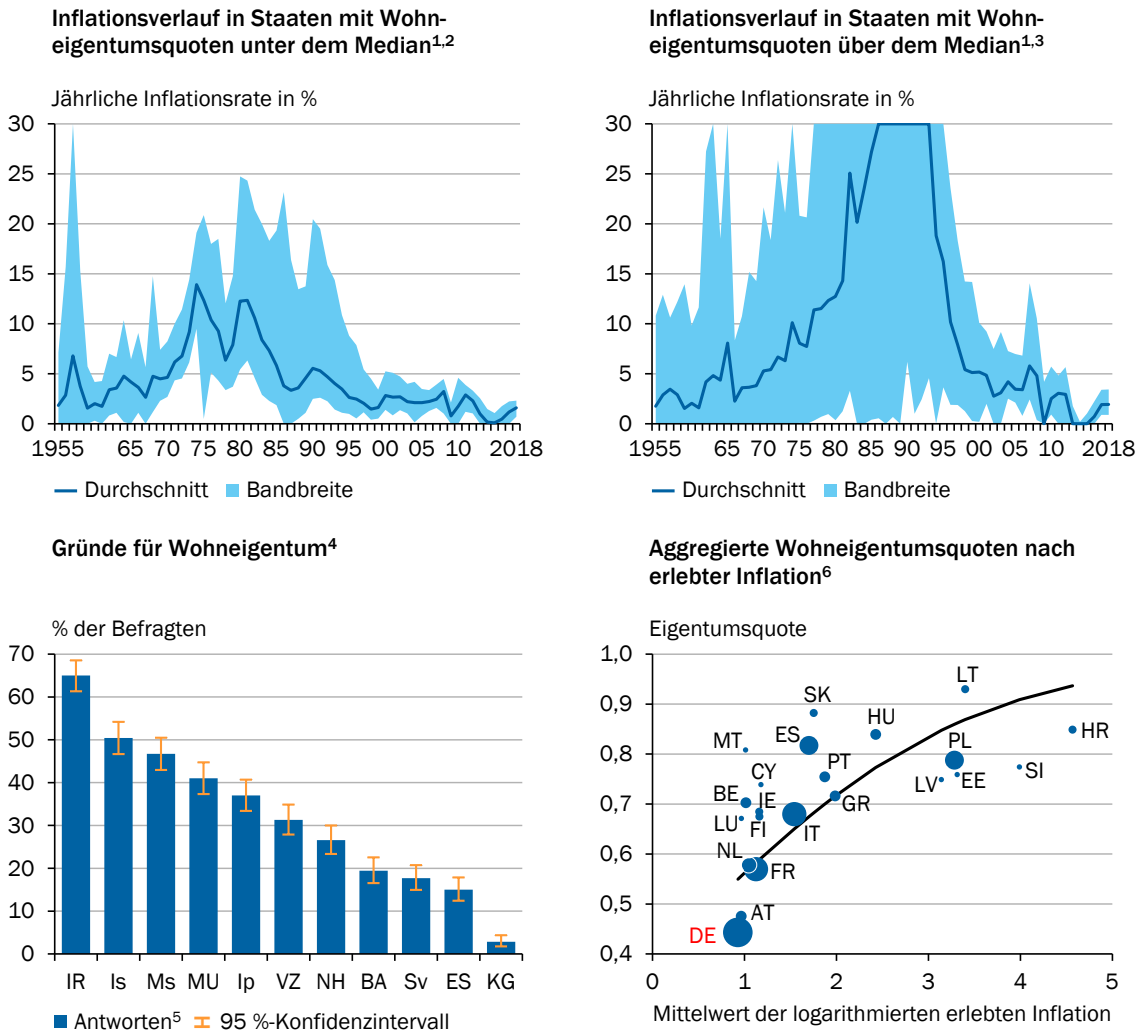 Inflationsverlauf in Staaten mit Wohn-
eigentumsquoten unter dem Median1,2
Jährliche Inflationsrate in %
30
25
20
15
10
5
0
1955 65 70 75 80 85 90 95 00 05 10 2018
Durchschnitt Bandbreite
Inflationsverlauf in Staaten mit Wohn-
eigentumsquoten über dem Median1,3
Jährliche Inflationsrate in %
30
25
20
15
10
5
0
1955 65 70 75 80 85 90 95 00 05 10 2018
Durchschnitt Bandbreite
Gründe für Wohneigentum4
% der Befragten
70
60
50
40
30
20
10
0
IR Is Ms MU Ip VZ NH BA Sv ES KG
Antworten5 95 %-Konfidenzintervall
Aggregierte Wohneigentumsquoten nach
erlebter Inflation6
Eigentumsquote
1,0
0,9
0,8
0,7
0,6
0,5
0,4
LT
SK
HU
HR
ES
MT
PL
PT
SI
CY
LV
EE
BE
IE
GR
LU
FI
IT
NL
FR
AT
DE
0 1 2 3 4 5
Mittelwert der logarithmierten erlebten Inflation